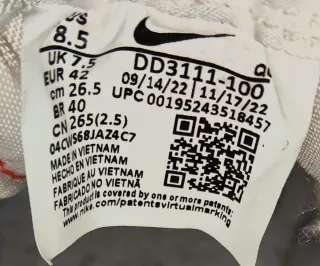 US
8.5
UK 7.5
EUR 42
cm 26.5
BR 40
CN 265(2.5)
04CWS68JAZ4C7
MADE IN VIETNAM
HECHO EN VIETNAM
FABRIQUE AU VIETNAM
FABRICADO NO VIETNÃ
This product is covered by one or more patents
www.nike.com/patentsvirtualmarking
DD3111-100
09/14/22 | 11/17/22
UPC 00195243518457